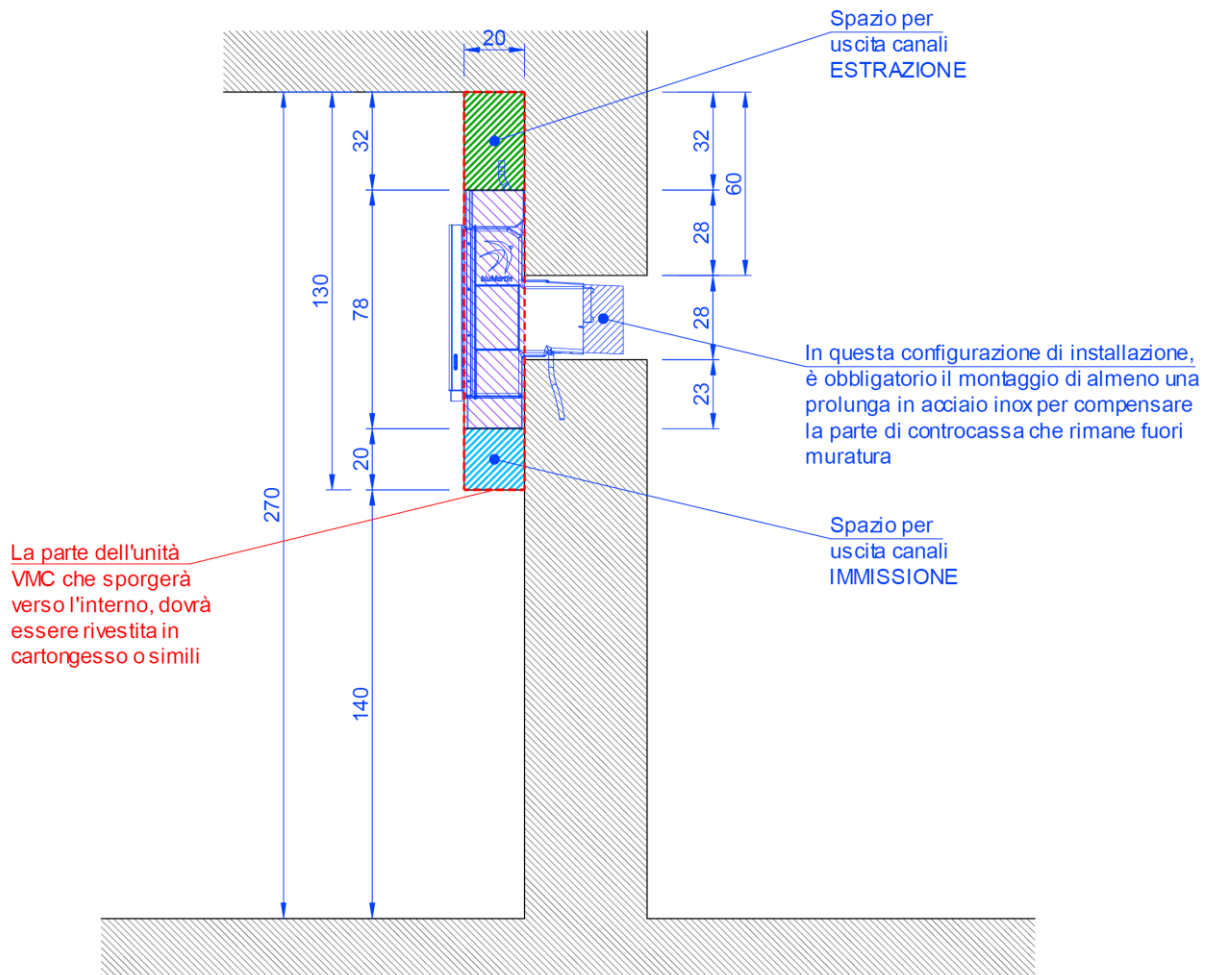 20
Spazio per
uscita canali
ESTRAZIONE
32
32
60
28
130
78
28
In questa configurazione di installazione,
è obbligatorio il montaggio di almeno una
prolunga in acciaio inox per compensare
la parte di controcassa che rimane fuori
muratura
23
20
270
Spazio per
uscita canali
IMMISSIONE
La parte dell'unità
VMC che sporgerà
verso l'interno, dovrà
essere rivestita in
cartongesso o simili
140